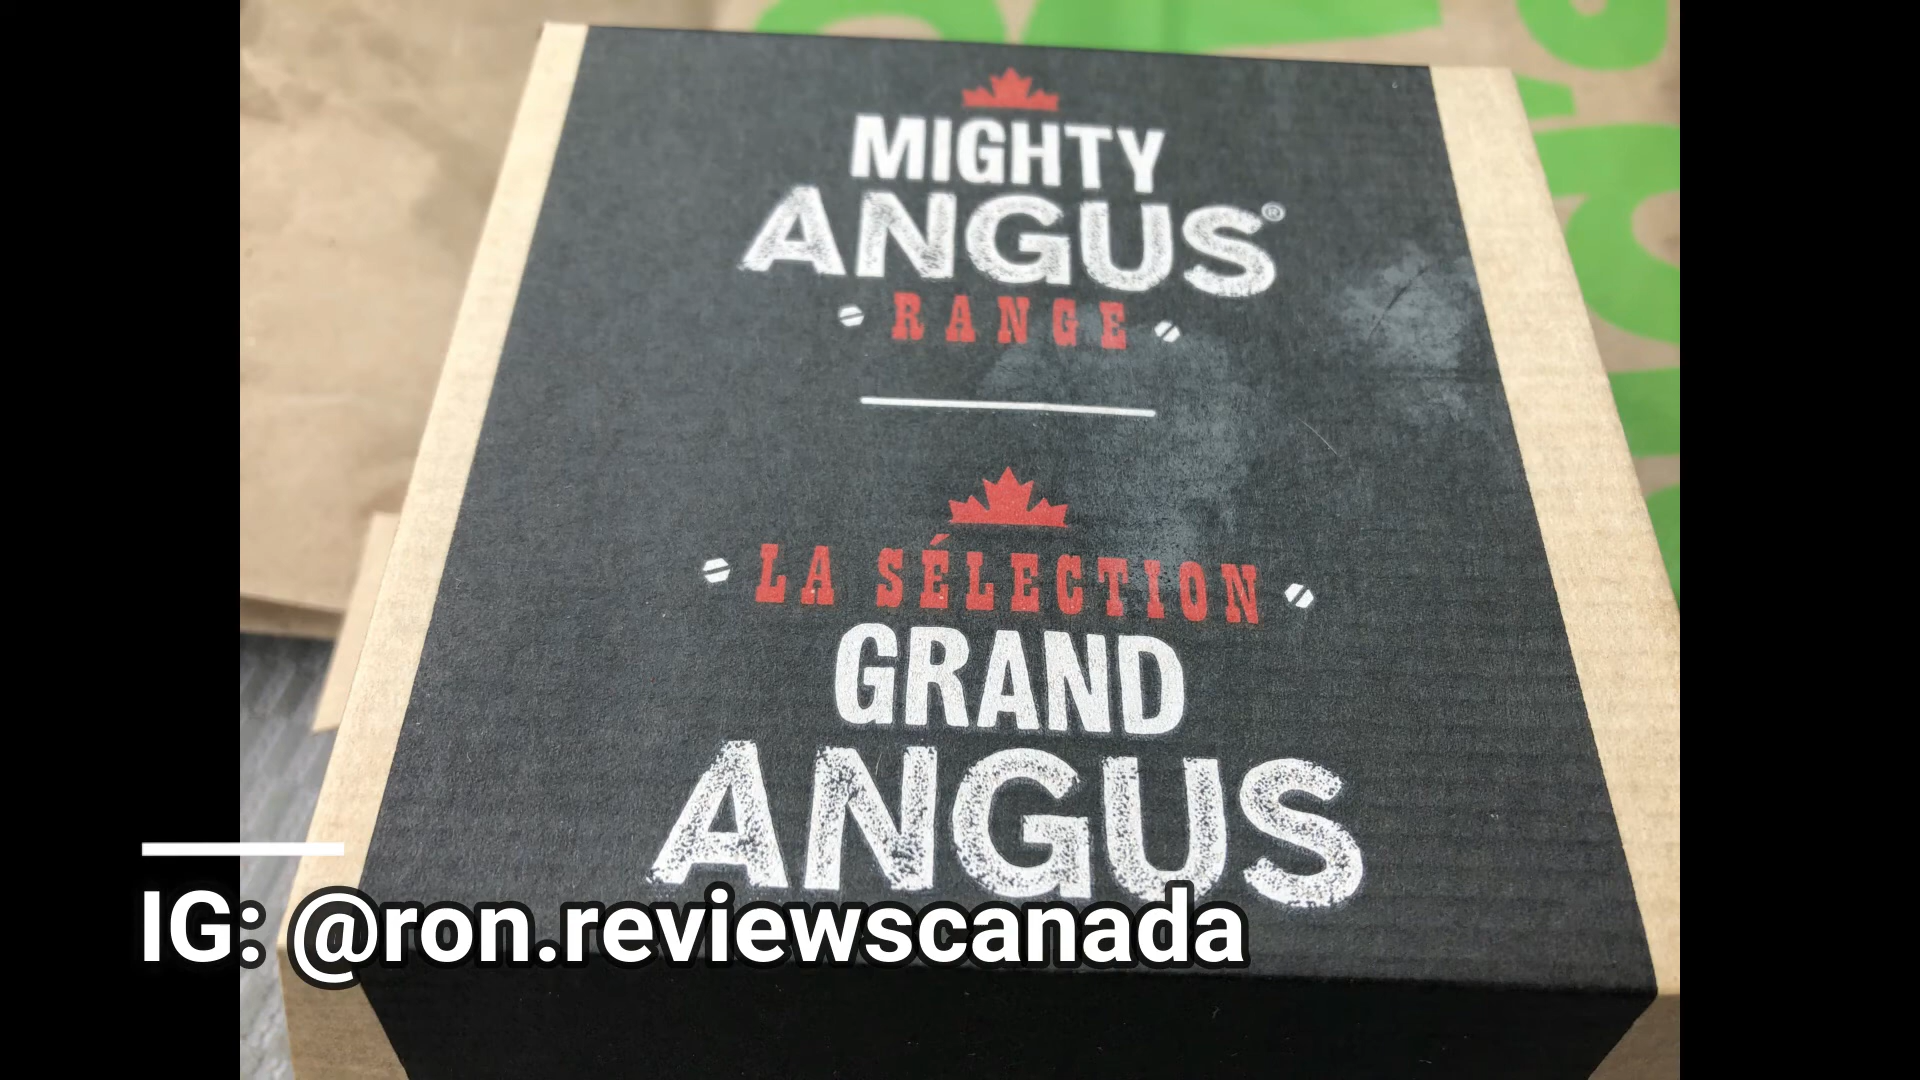 MIGHTY
ANGUS®
RANGE
LA SÉLECTION
GRAND
ANGUS
IG: @ron.reviewscanada